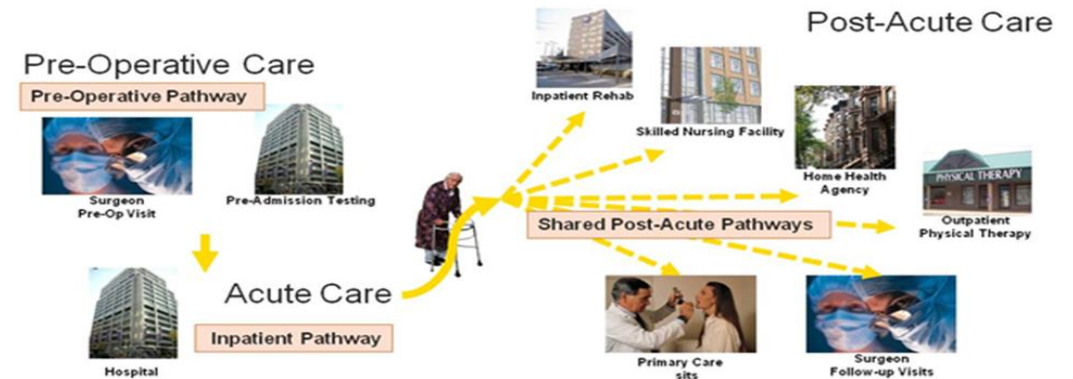 Pre-Operative Care
Pre-Operative Pathway
Surgeon
Pre-Op Visit
Pre-Admission Testing
Hospital
Acute Care
Inpatient Pathway
Post-Acute Care
Inpatient Rehab
Skilled Nursing Facility
Home Health
Agency
PHYSICAL THERAPY
Outpatient
Physical Therapy
Shared Post-Acute Pathways
Primary Care
sits
Surgeon
Follow-up Visits